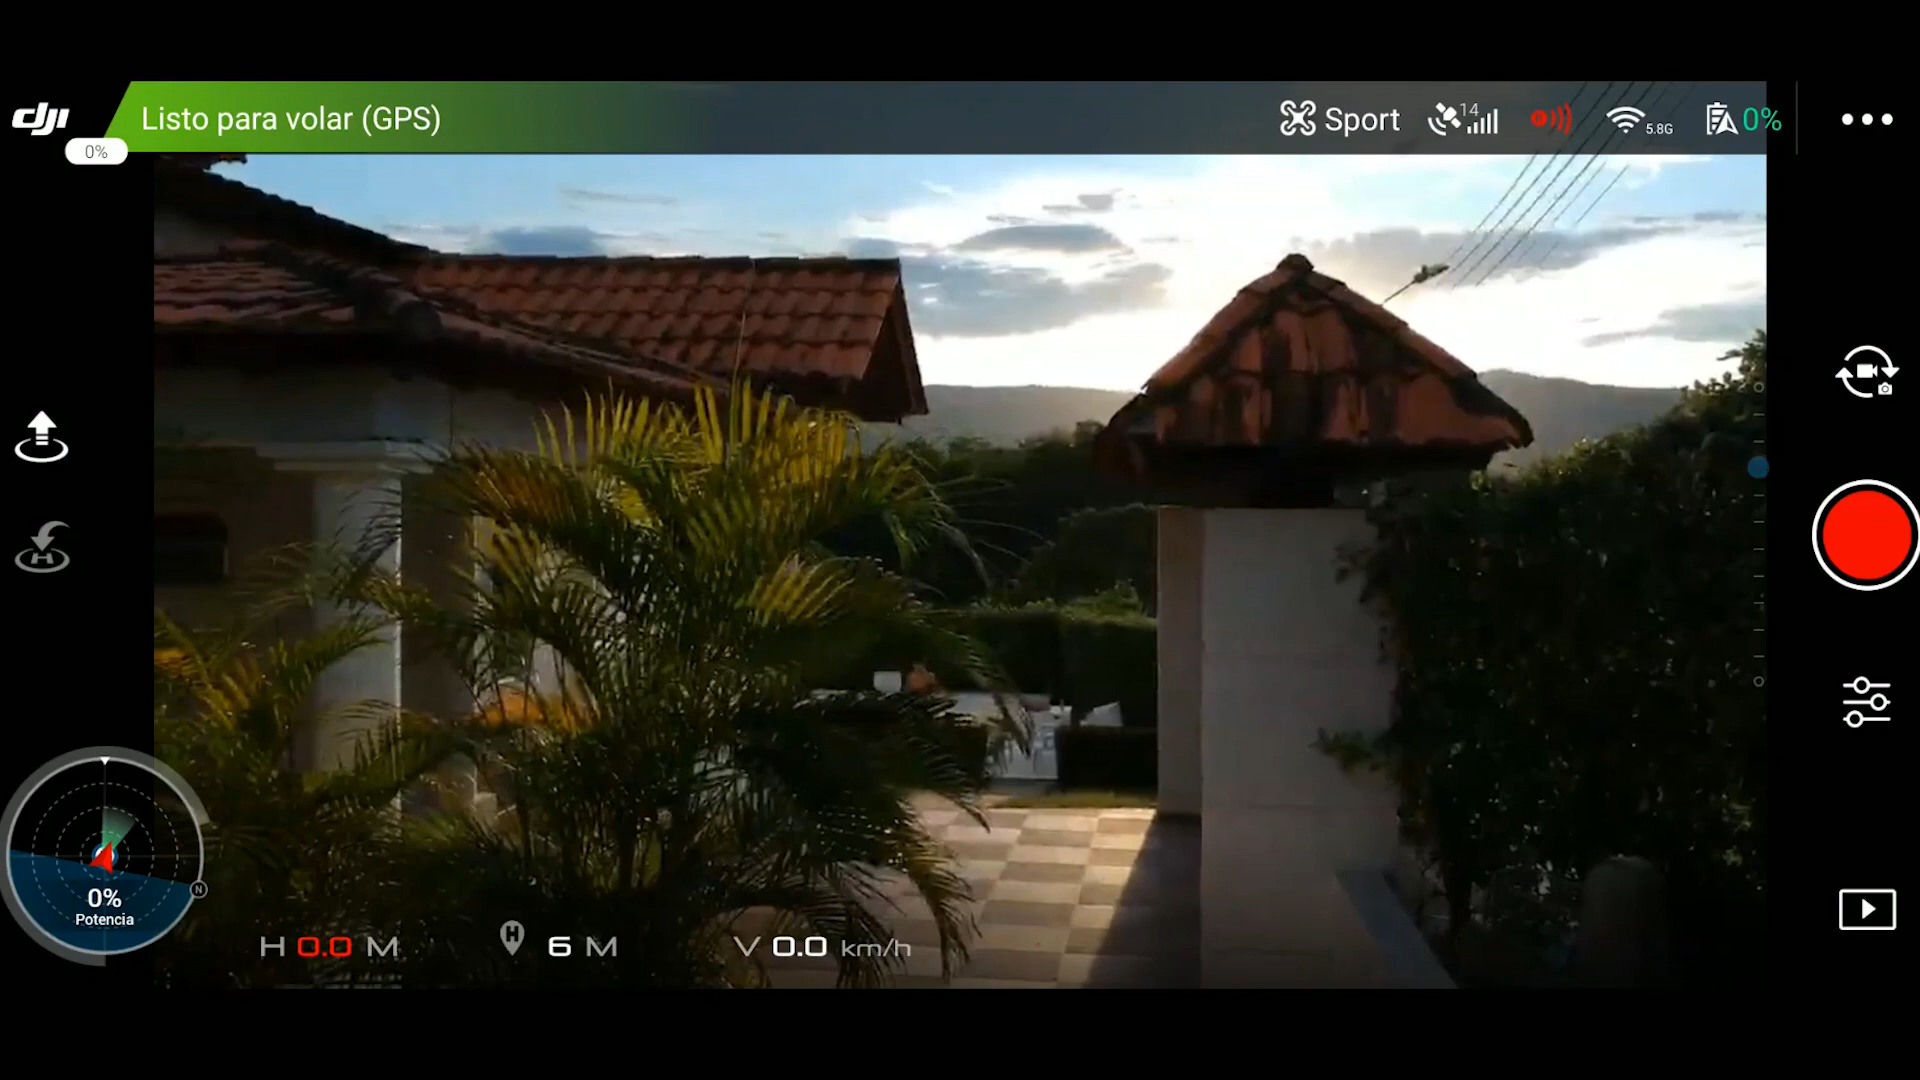 dji
Listo para volar (GPS)
Sport
14
5.8G
0%
0%
N
0%
Potencia
H 0.0 M
H 6 M
V 0.0 km/h
H